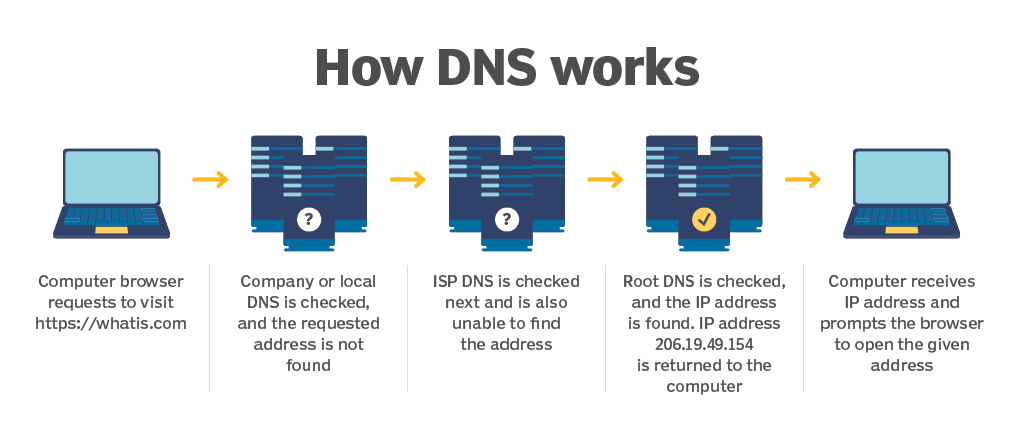 How DNS works
Computer browser
requests to visit
https://whatis.com
Company or local
DNS is checked,
and the requested
address is not
found
ISP DNS is checked
next and is also
unable to find
the address
Root DNS is checked,
and the IP address
is found. IP address
206.19.49.154
is returned to the
computer
Computer receives
IP address and
prompts the browser
to open the given
address